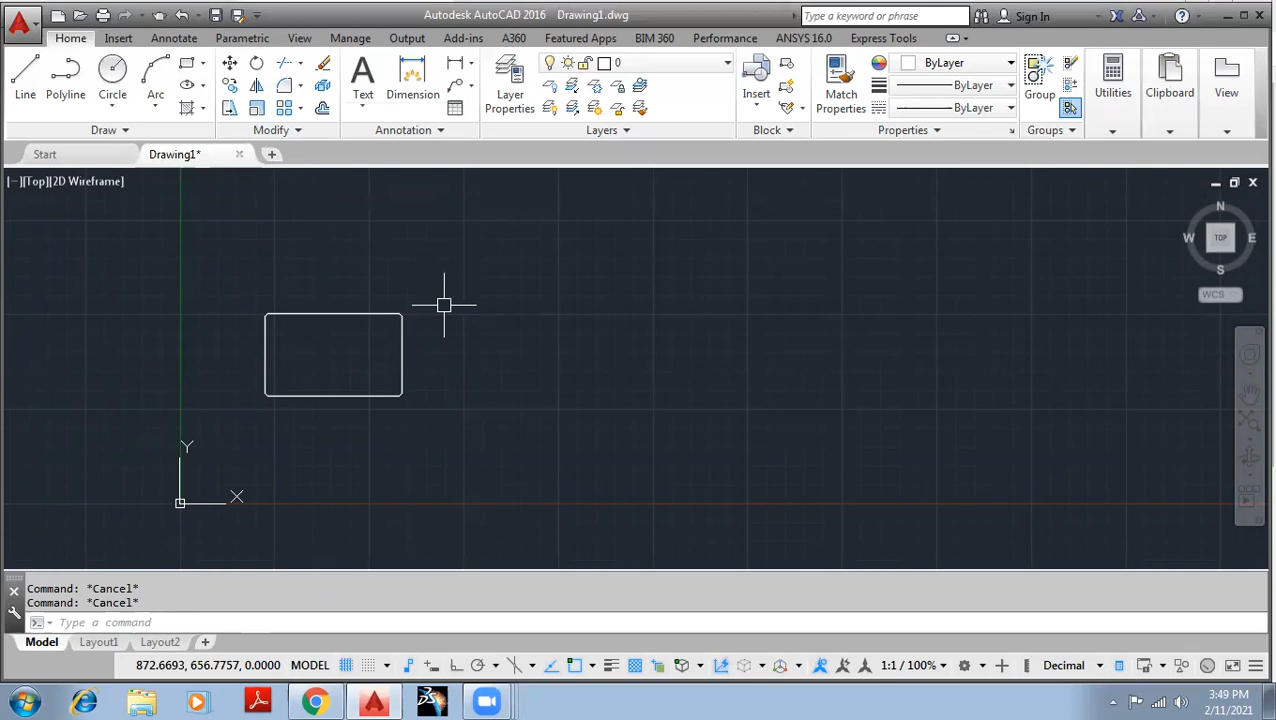 Autodesk AutoCAD 2016 Drawing1.dwg
Type a keyword or phrase
Sign In
Home Insert Annotate Parametric View Manage Output Add-ins A360 Featured Apps BIM 360 Performance ANSYS 16.0 Express Tools
Line Polyline Circle Arc
Text Dimension
Layer Properties
0
Insert
Match Properties
ByLayer
ByLayer
ByLayer
Group
Utilities
Clipboard
View
Draw Modify Annotation Layers Block Properties Groups
Start Drawing1*
[−][Top][2D Wireframe]
N
W TOP E
S
WCS
Y
X
Command: *Cancel*
Command: *Cancel*
Type a command
Model Layout1 Layout2
872.6693, 656.7757, 0.0000 MODEL 1:1 / 100% Decimal
3:49 PM
2/11/2021